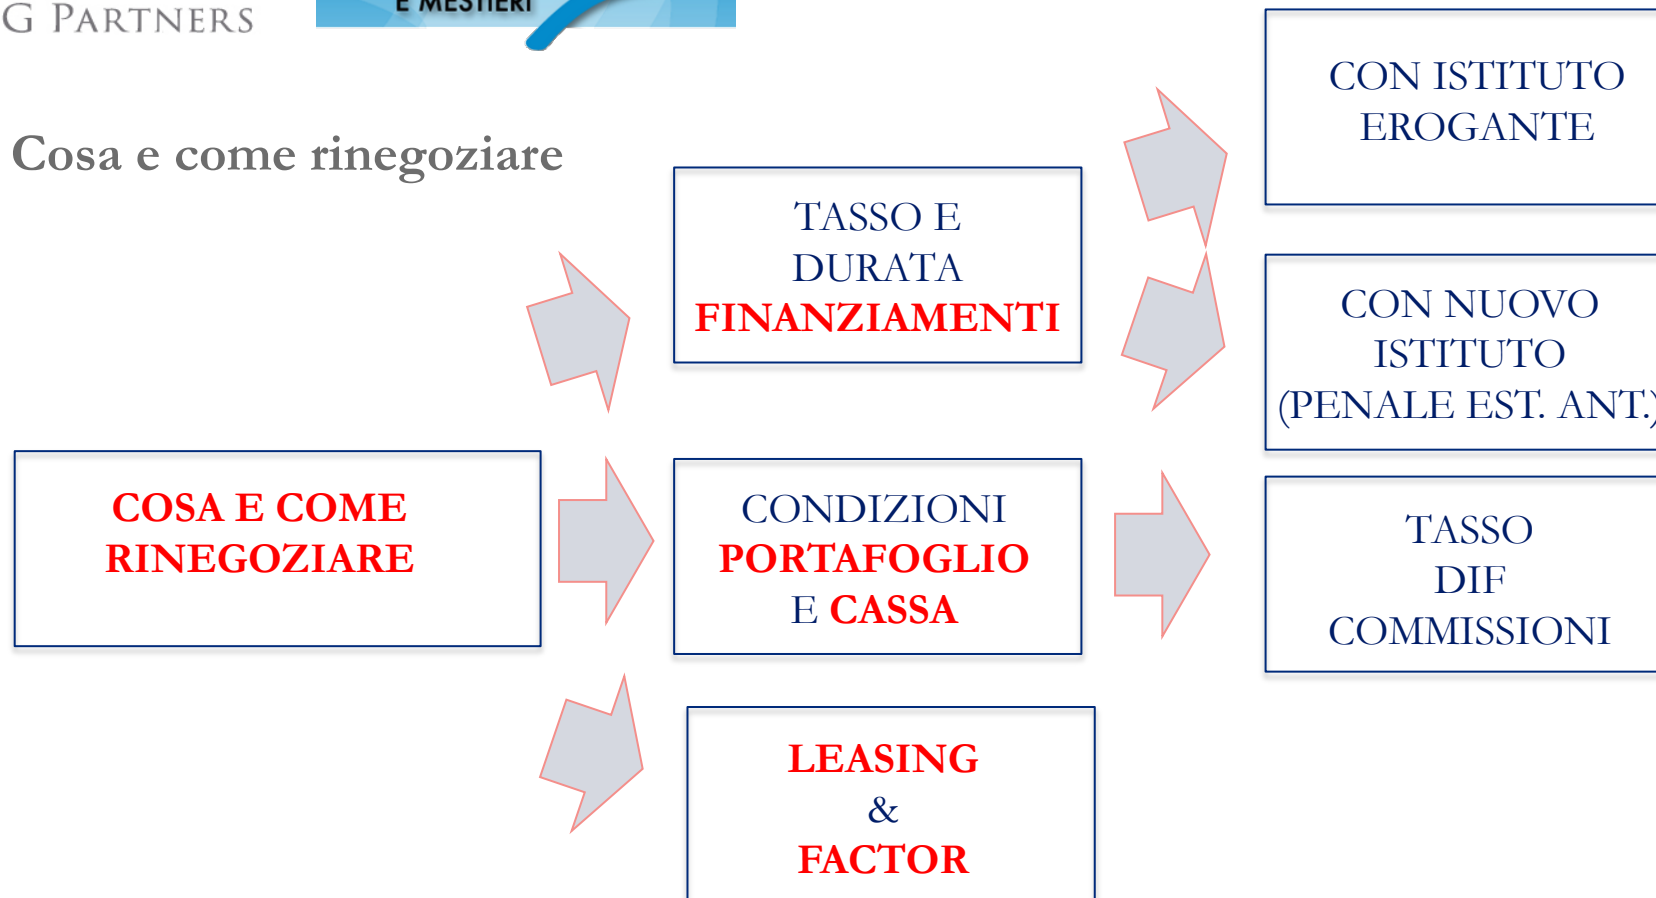 G PARTNERS
E MESTIERI
Cosa e come rinegoziare
COSA E COME
RINEGOZIARE
TASSO E
DURATA
FINANZIAMENTI
CONDIZIONI
PORTAFOGLIO
E CASSA
LEASING
&
FACTOR
CON ISTITUTO
EROGANTE
CON NUOVO
ISTITUTO
(PENALE EST. ANT.)
TASSO
DIF
COMMISSIONI